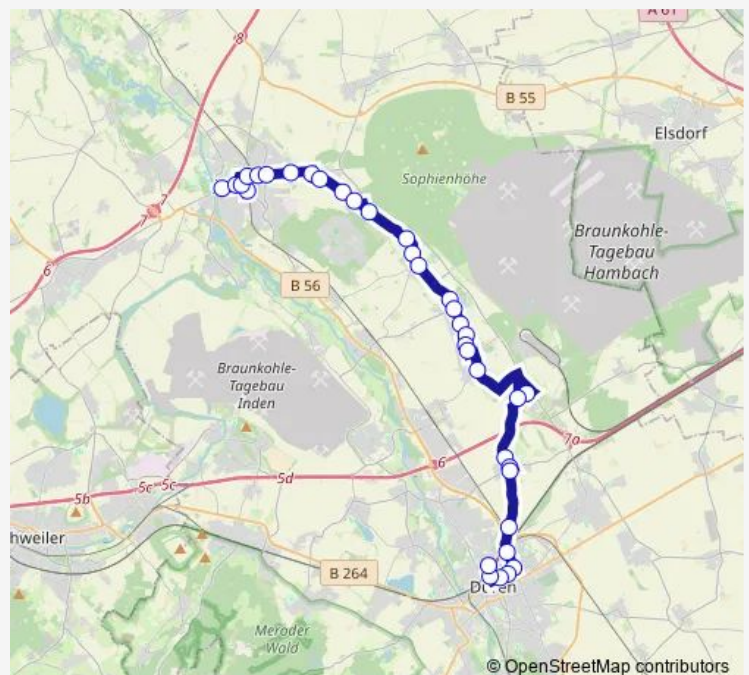 A 61
8
B 55
Elsdorf
Sophienhöhe
7
7
Braunkohle-
Tagebau
Hambach
6
B 56
Braunkohle-
Tagebau
Inden
7a
6
5d
5b
5c
5c
hweiler
B 264
Meroder
Wald
© OpenStreetMap contributors